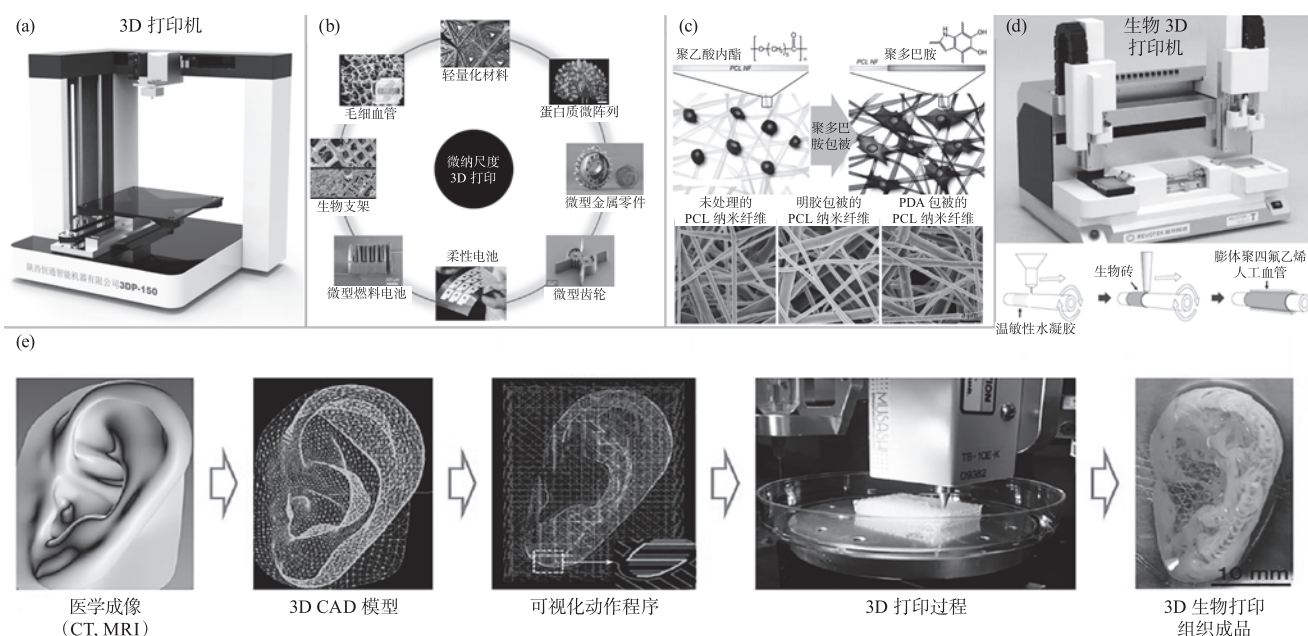 (a)
3D 打印机
陕西恒通智能机器有限公司3DP-150
(b)
轻量化材料
毛细血管
蛋白质微阵列
微纳尺度
3D 打印
生物支架
微型金属零件
柔性电池
微型燃料电池
微型齿轮
(c)
聚乙酸内酯
聚多巴胺
PCL NF
PCL NF
聚多巴
胺包被
未处理的
PCL 纳米纤维
明胶包被的
PCL 纳米纤维
PDA 包被的
PCL 纳米纤维
(d)
生物 3D
打印机
REGOTEK
生物砖
膨体聚四氟乙烯
人工血管
温敏性水凝胶
(e)
MUSASHI
TB-10E-K
09382
10 mm
医学成像
(CT, MRI)
3D CAD 模型
可视化动作程序
3D 打印过程
3D 生物打印
组织成品